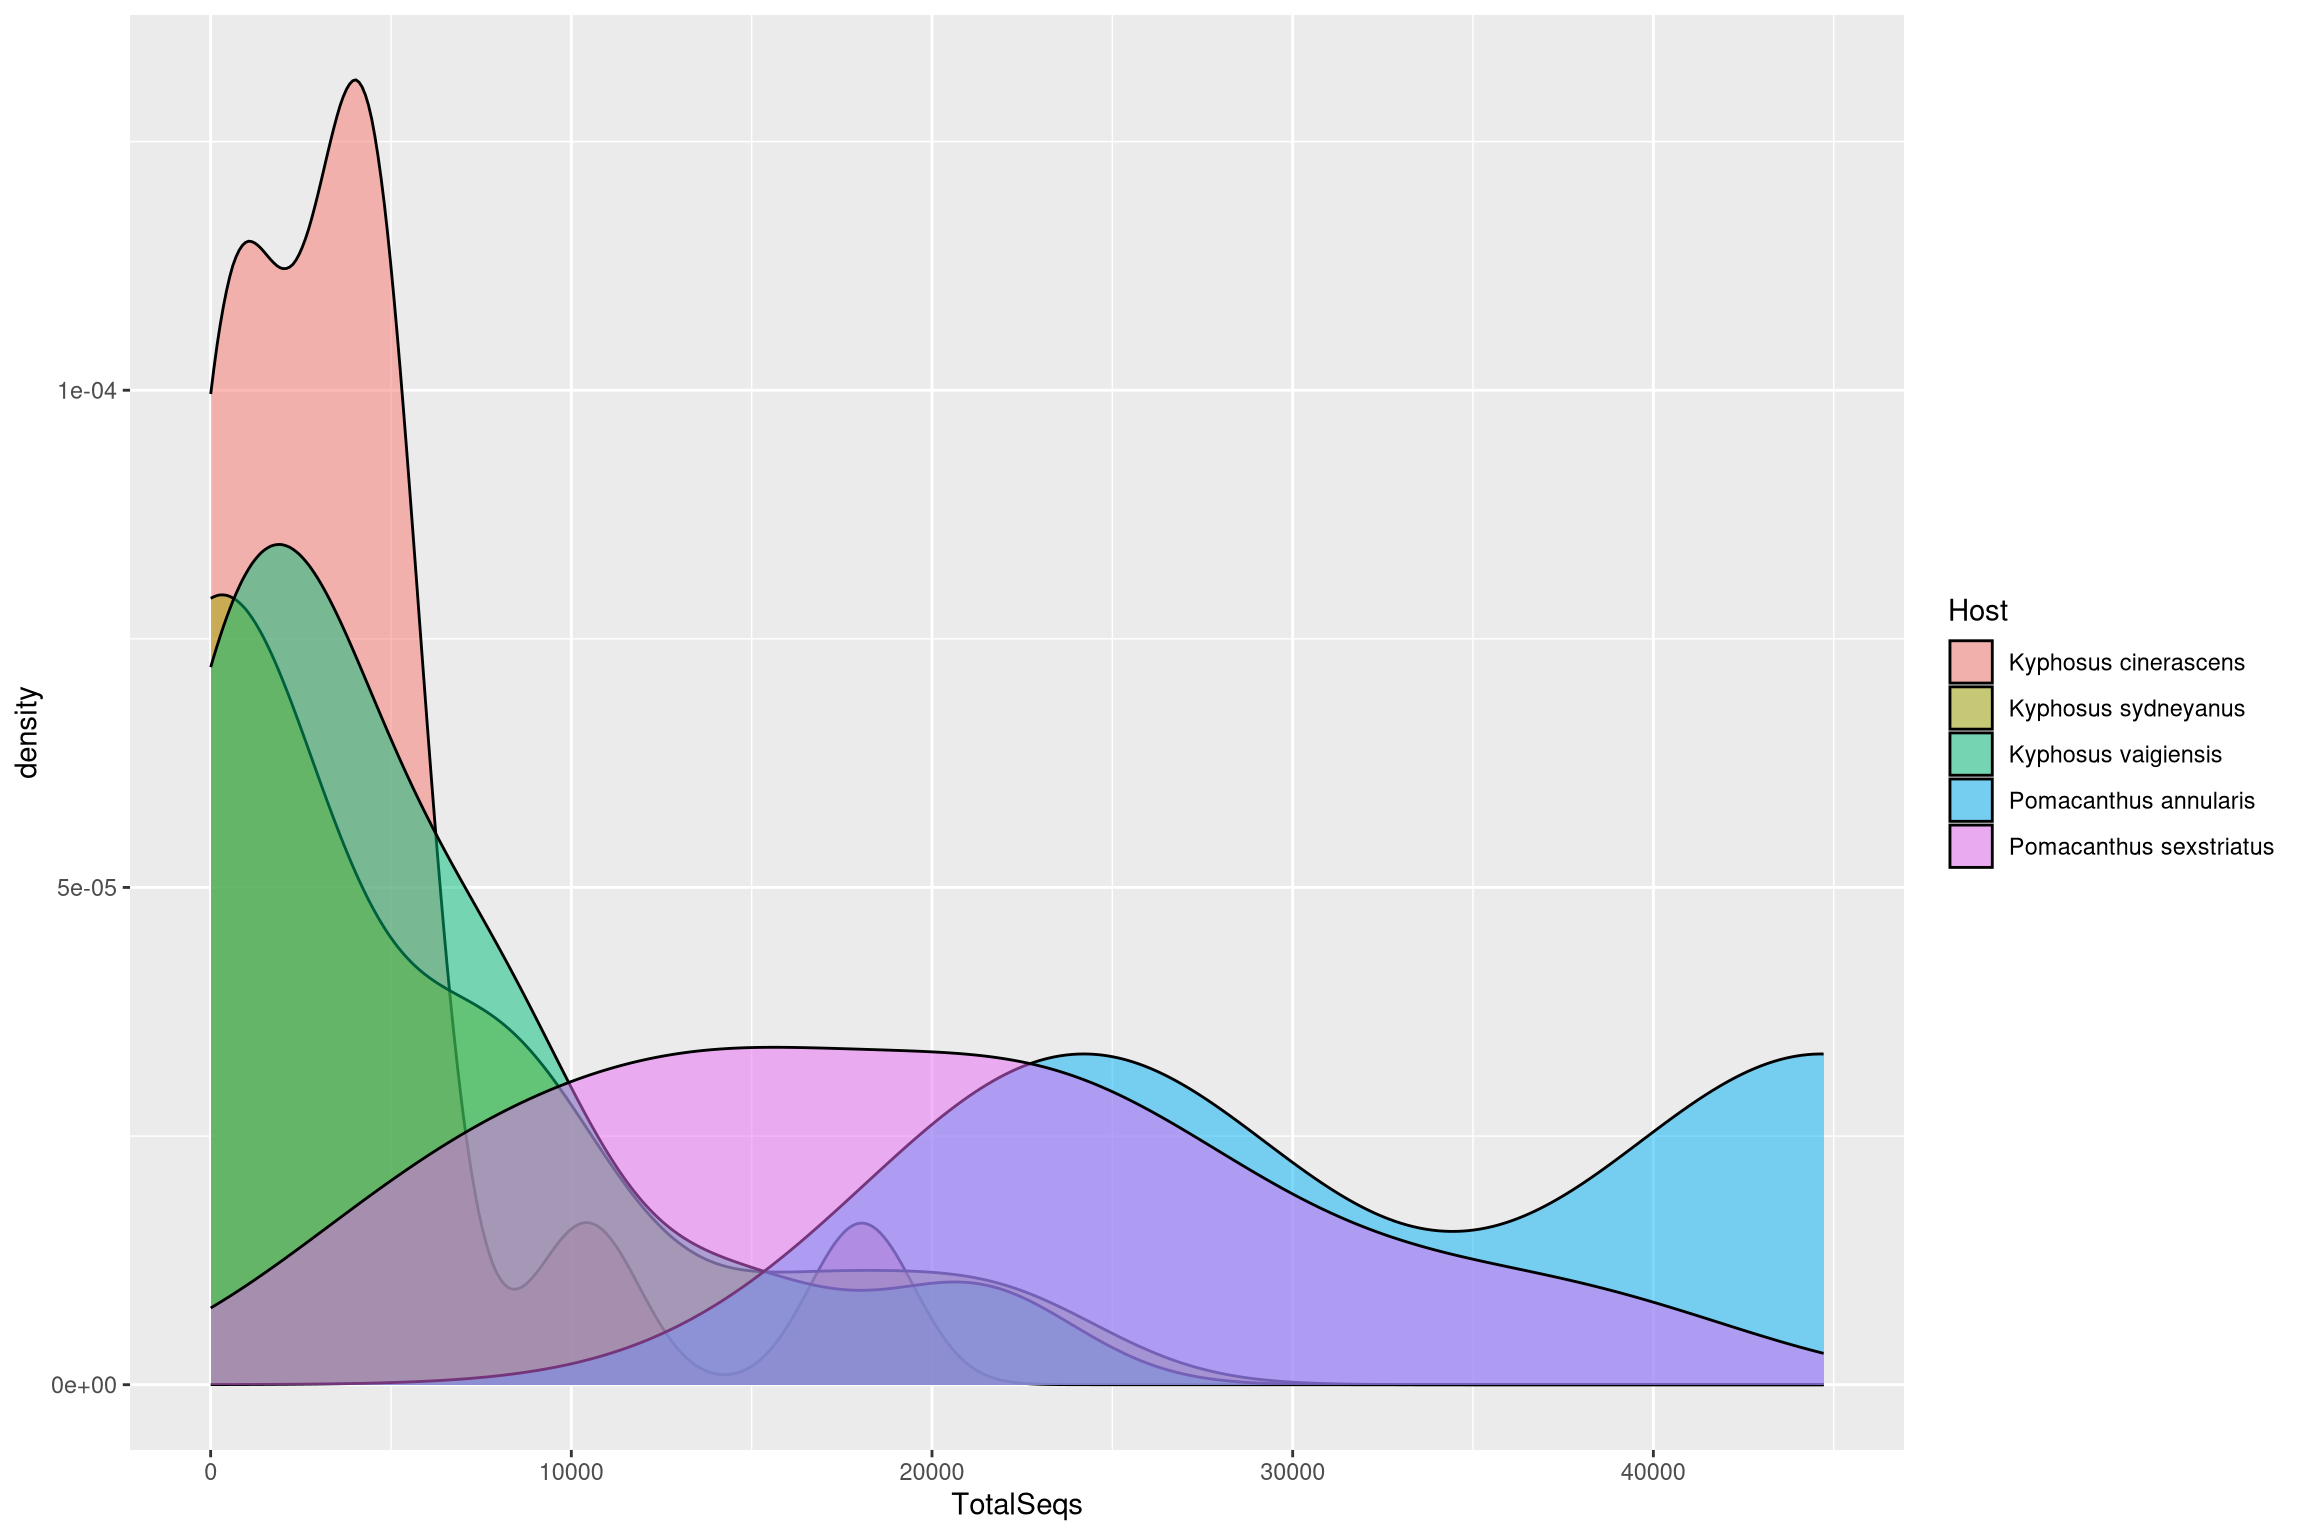 density
1e-04
5e-05
0e+00
0
10000
20000
30000
40000
TotalSeqs
Host
Kyphosus cinerascens
Kyphosus sydneyanus
Kyphosus vaigiensis
Pomacanthus annularis
Pomacanthus sexstriatus